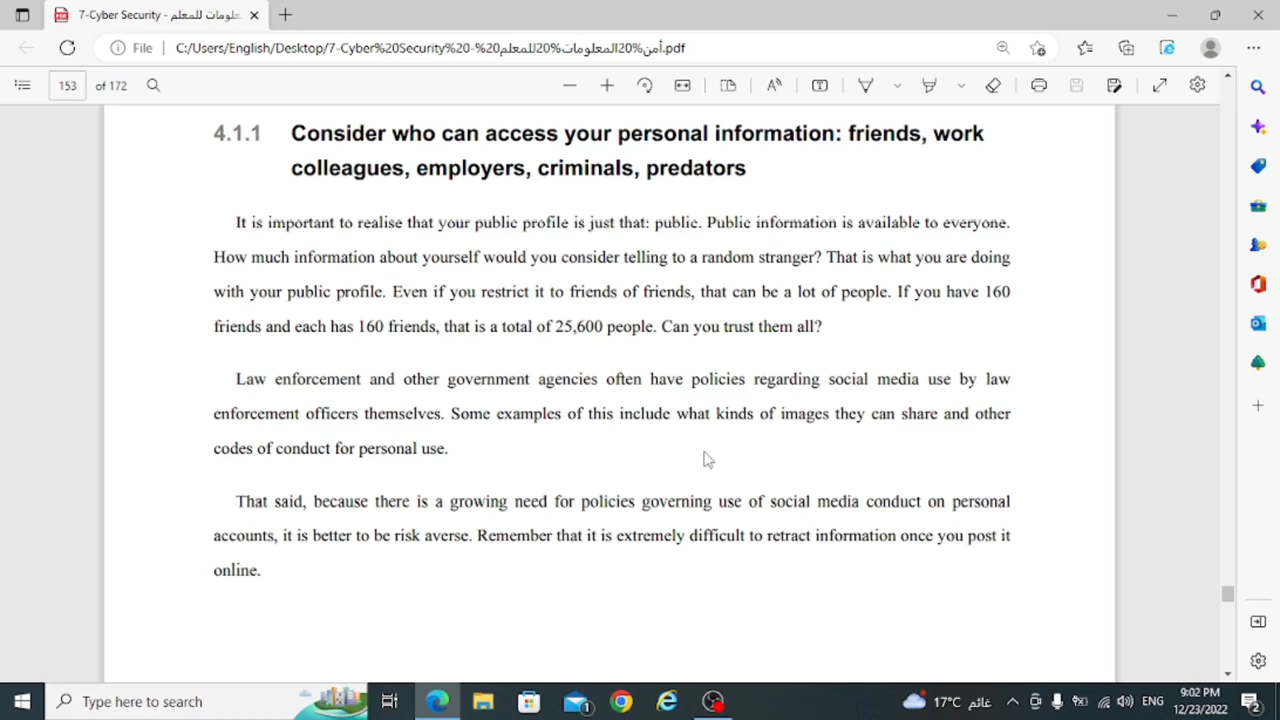 7-Cyber Security - أمن المعلومات للمعلم
File
C:/Users/English/Desktop/7-Cyber%20Security%20-%20أمن%20المعلومات%20للمعلم.pdf
153 of 172
4.1.1 Consider who can access your personal information: friends, work
colleagues, employers, criminals, predators
It is important to realise that your public profile is just that: public. Public information is available to everyone.
How much information about yourself would you consider telling to a random stranger? That is what you are doing
with your public profile. Even if you restrict it to friends of friends, that can be a lot of people. If you have 160
friends and each has 160 friends, that is a total of 25,600 people. Can you trust them all?
Law enforcement and other government agencies often have policies regarding social media use by law
enforcement officers themselves. Some examples of this include what kinds of images they can share and other
codes of conduct for personal use.
That said, because there is a growing need for policies governing use of social media conduct on personal
accounts, it is better to be risk averse. Remember that it is extremely difficult to retract information once you post it
online.
Type here to search
1
17°C غائم
ENG
9:02 PM
12/23/2022
2